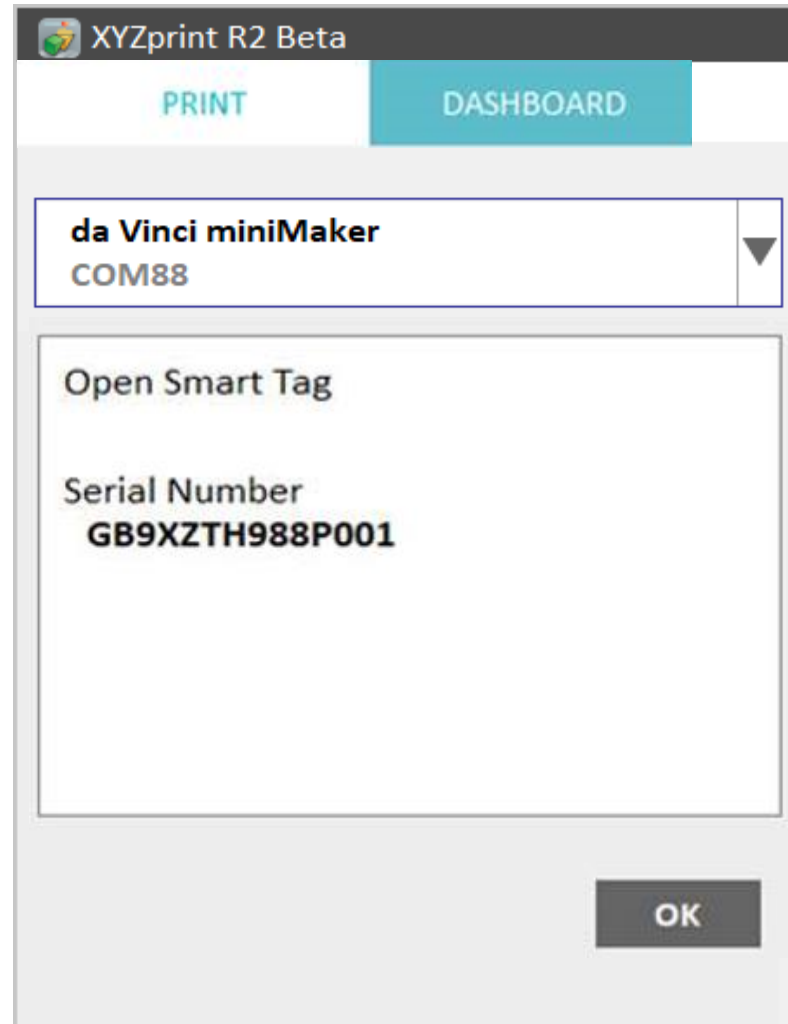 XYZprint R2 Beta
PRINT DASHBOARD
da Vinci miniMaker
COM88
Open Smart Tag
Serial Number
GB9XZTH988P001
OK